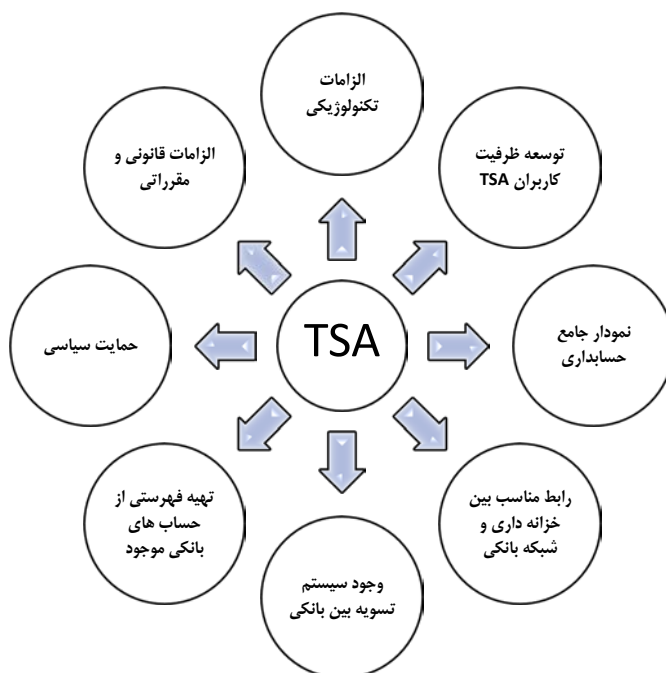 الزامات
تکنولوژیکی
توسعه ظرفیت
کاربران TSA
نمودار جامع
حسابداری
رابط مناسب بین
خزانه داری و
شبکه بانکی
وجود سیستم
تسویه بین بانکی
تهیه فهرستی از
حساب های
بانکی موجود
حمایت سیاسی
الزامات قانونی و
مقرراتی
TSA